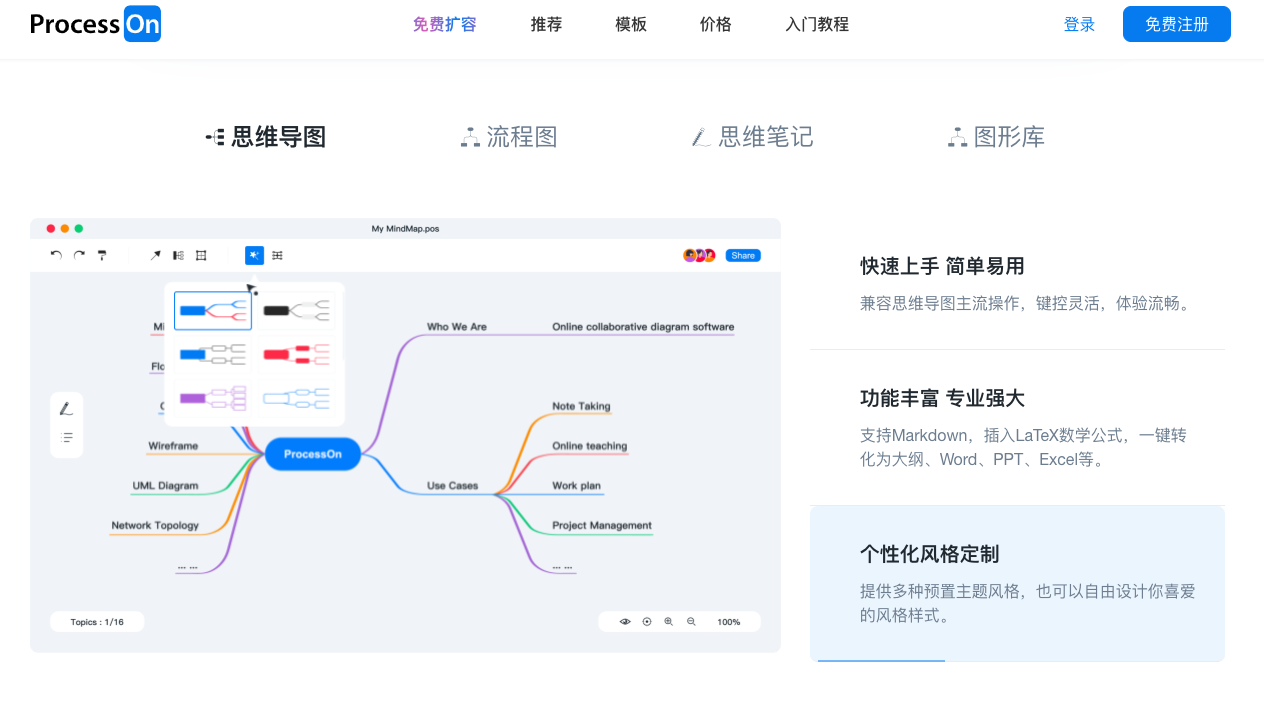 ProcessOn
免费扩容
推荐
模板
价格
入门教程
登录
免费注册
思维导图
流程图
思维笔记
图形库
My MindMap.pos
Share
Mi
Flo
Wireframe
UML Diagram
Network Topology
... ...
ProcessOn
Who We Are
Online collaborative diagram software
Use Cases
Note Taking
Online teaching
Work plan
Project Management
... ...
Topics : 1/16
100%
快速上手 简单易用
兼容思维导图主流操作，键控灵活，体验流畅。
功能丰富 专业强大
支持Markdown，插入LaTeX数学公式，一键转
化为大纲、Word、PPT、Excel等。
个性化风格定制
提供多种预置主题风格，也可以自由设计你喜爱
的风格样式。